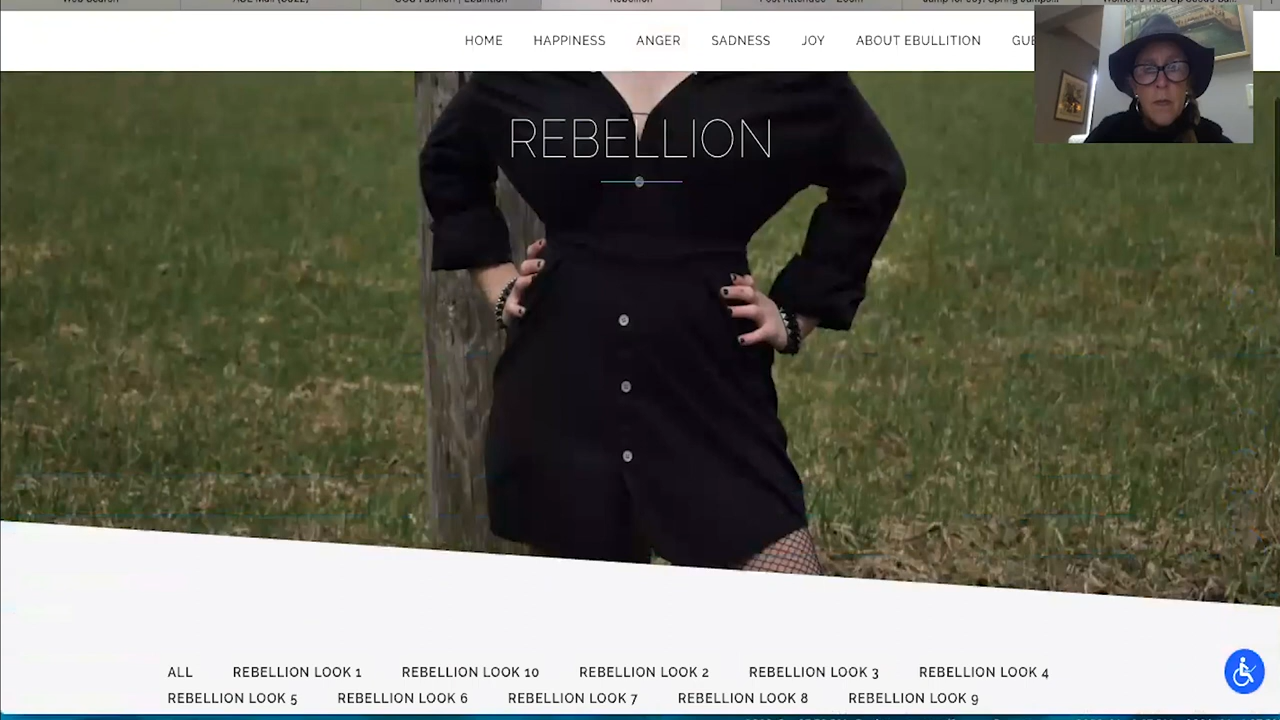 HOME HAPPINESS ANGER SADNESS JOY ABOUT EBULLITION
REBELLION
ALL REBELLION LOOK 1 REBELLION LOOK 10 REBELLION LOOK 2 REBELLION LOOK 3 REBELLION LOOK 4
REBELLION LOOK 5 REBELLION LOOK 6 REBELLION LOOK 7 REBELLION LOOK 8 REBELLION LOOK 9